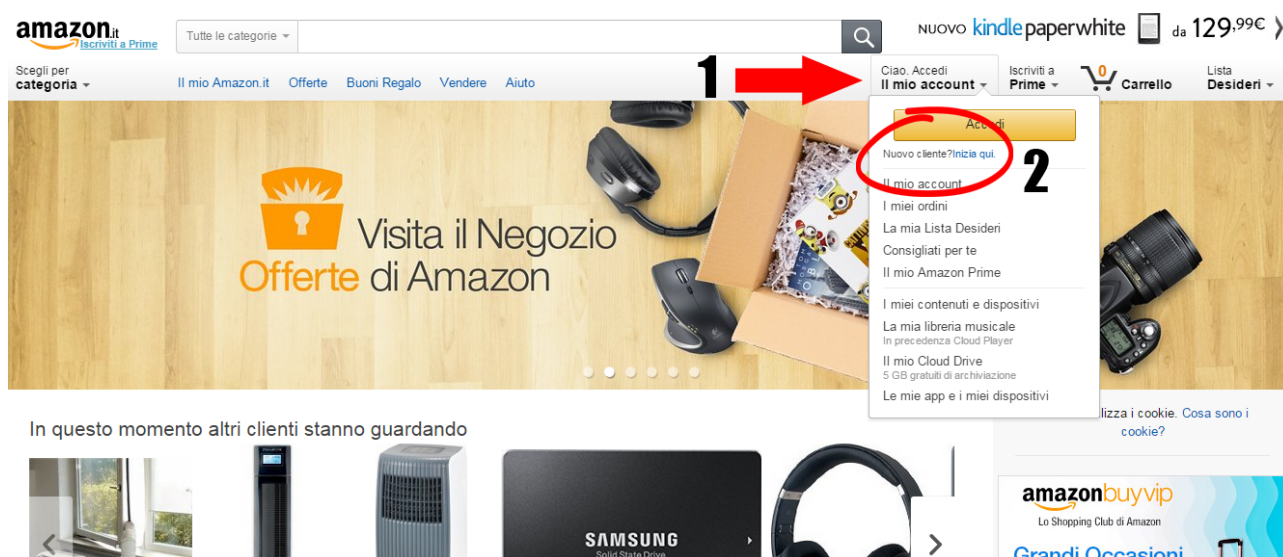 amazon.it
Iscriviti a Prime
Tutte le categorie
NUOVO kindle paperwhite da 129,99€
Scegli per
categoria
Il mio Amazon.it Offerte Buoni Regalo Vendere Aiuto
1
Ciao. Accedi
Il mio account
Iscriviti a
Prime
0
Carrello
Lista
Desideri
Accedi
Nuovo cliente?Inizia qui.
2
Il mio account
I miei ordini
La mia Lista Desideri
Consigliati per te
Il mio Amazon Prime
I miei contenuti e dispositivi
La mia libreria musicale
In precedenza Cloud Player
Il mio Cloud Drive
5 GB gratuiti di archiviazione
Le mie app e i miei dispositivi
Visita il Negozio
Offerte di Amazon
lizza i cookie. Cosa sono i
cookie?
In questo momento altri clienti stanno guardando
SAMSUNG
Solid State Drive
amazonbuyvip
Lo Shopping Club di Amazon
Grandi Occasioni